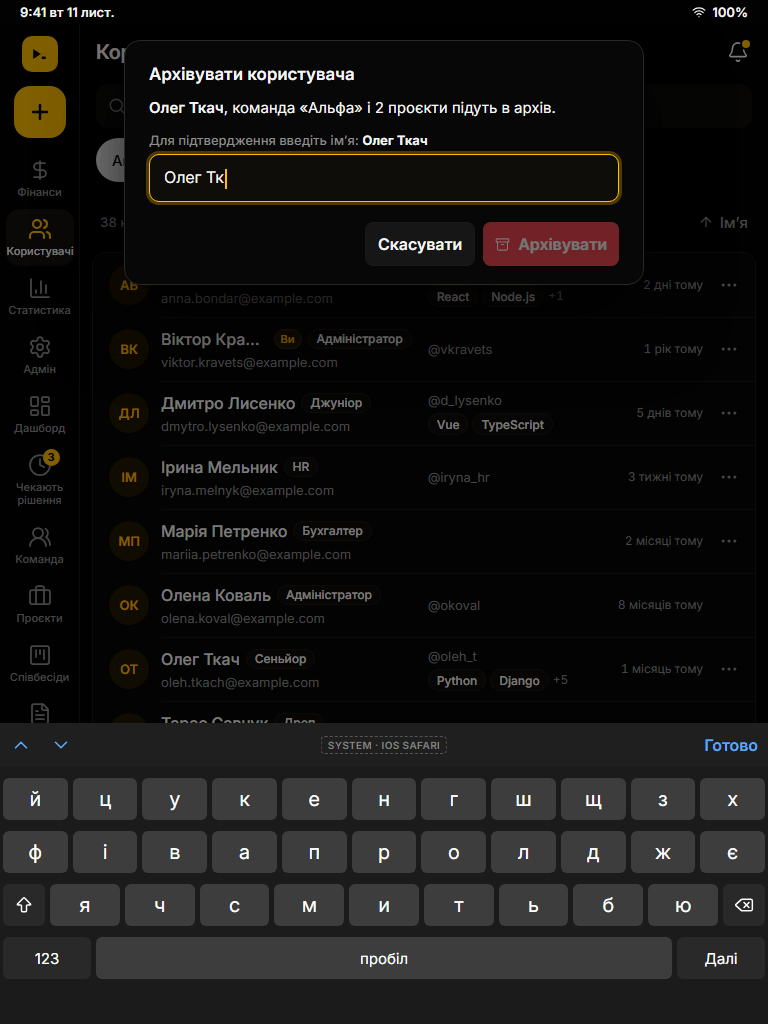 9:41 вт 11 лист.
100%
Архівувати користувача
Олег Ткач, команда «Альфа» і 2 проєкти підуть в архів.
Для підтвердження введіть ім’я: Олег Ткач
Олег Тк
Скасувати
Архівувати
Фінанси
Користувачі
Статистика
Адмін
Дашборд
3
Чекають рішення
Команда
Проєкти
Співбесіди
38
↑ Ім’я
anna.bondar@example.com
React Node.js +1
2 дні тому
ВК
Віктор Кра... Ви Адміністратор
viktor.kravets@example.com
@vkravets
1 рік тому
ДЛ
Дмитро Лисенко Джуніор
dmytro.lysenko@example.com
@d_lysenko
Vue TypeScript
5 днів тому
ІМ
Ірина Мельник HR
iryna.melnyk@example.com
@iryna_hr
3 тижні тому
МП
Марія Петренко Бухгалтер
mariia.petrenko@example.com
2 місяці тому
ОК
Олена Коваль Адміністратор
olena.koval@example.com
@okoval
8 місяців тому
ОТ
Олег Ткач Сеньйор
oleh.tkach@example.com
@oleh_t
Python Django +5
1 місяць тому
SYSTEM · IOS SAFARI
Готово
й ц у к е н г ш щ з х
ф і в а п р о л д ж є
я ч с м и т ь б ю
123 пробіл Далі